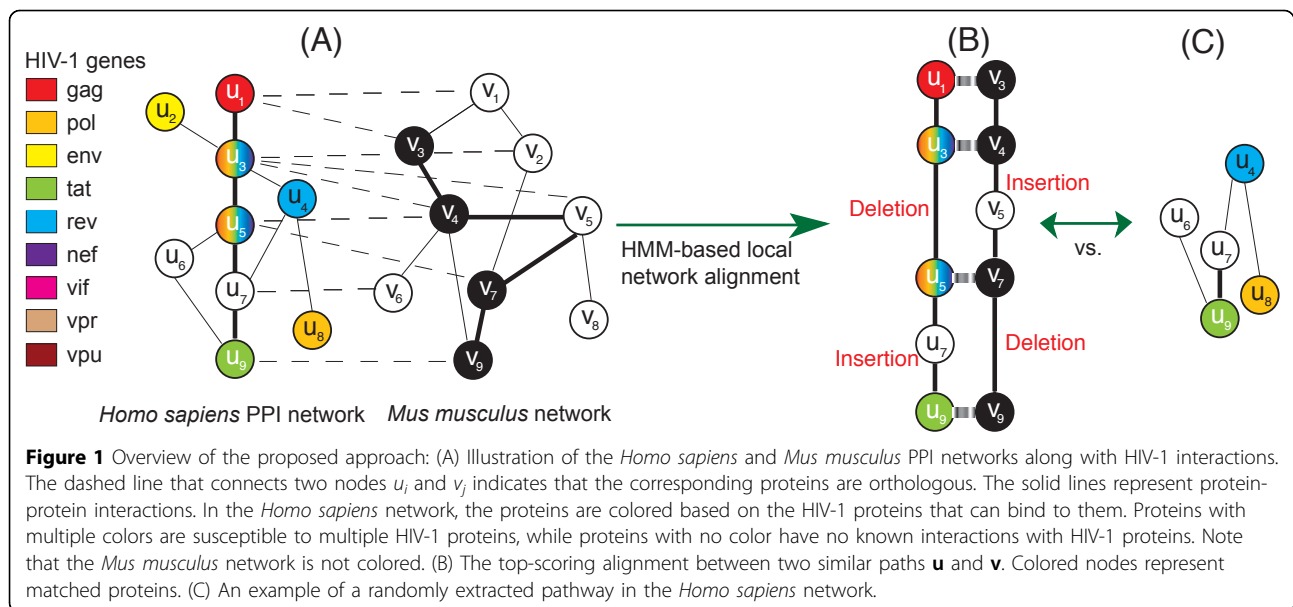 (A)
(B)
(C)
HIV-1 genes
gag
pol
env
tat
rev
nef
vif
vpr
vpu
u1
u2
u3
u4
u5
u6
u7
u8
u9
v1
v2
v3
v4
v5
v6
v7
v8
v9
Homo sapiens PPI network
Mus musculus network
HMM-based local
network alignment
u1
v3
u3
v4
Insertion
Deletion
v5
u5
v7
u7
Insertion
Deletion
u9
v9
vs.
u4
u6
u7
u8
u9
Figure 1 Overview of the proposed approach: (A) Illustration of the Homo sapiens and Mus musculus PPI networks along with HIV-1 interactions.
The dashed line that connects two nodes ui and vj indicates that the corresponding proteins are orthologous. The solid lines represent protein-
protein interactions. In the Homo sapiens network, the proteins are colored based on the HIV-1 proteins that can bind to them. Proteins with
multiple colors are susceptible to multiple HIV-1 proteins, while proteins with no color have no known interactions with HIV-1 proteins. Note
that the Mus musculus network is not colored. (B) The top-scoring alignment between two similar paths u and v. Colored nodes represent
matched proteins. (C) An example of a randomly extracted pathway in the Homo sapiens network.